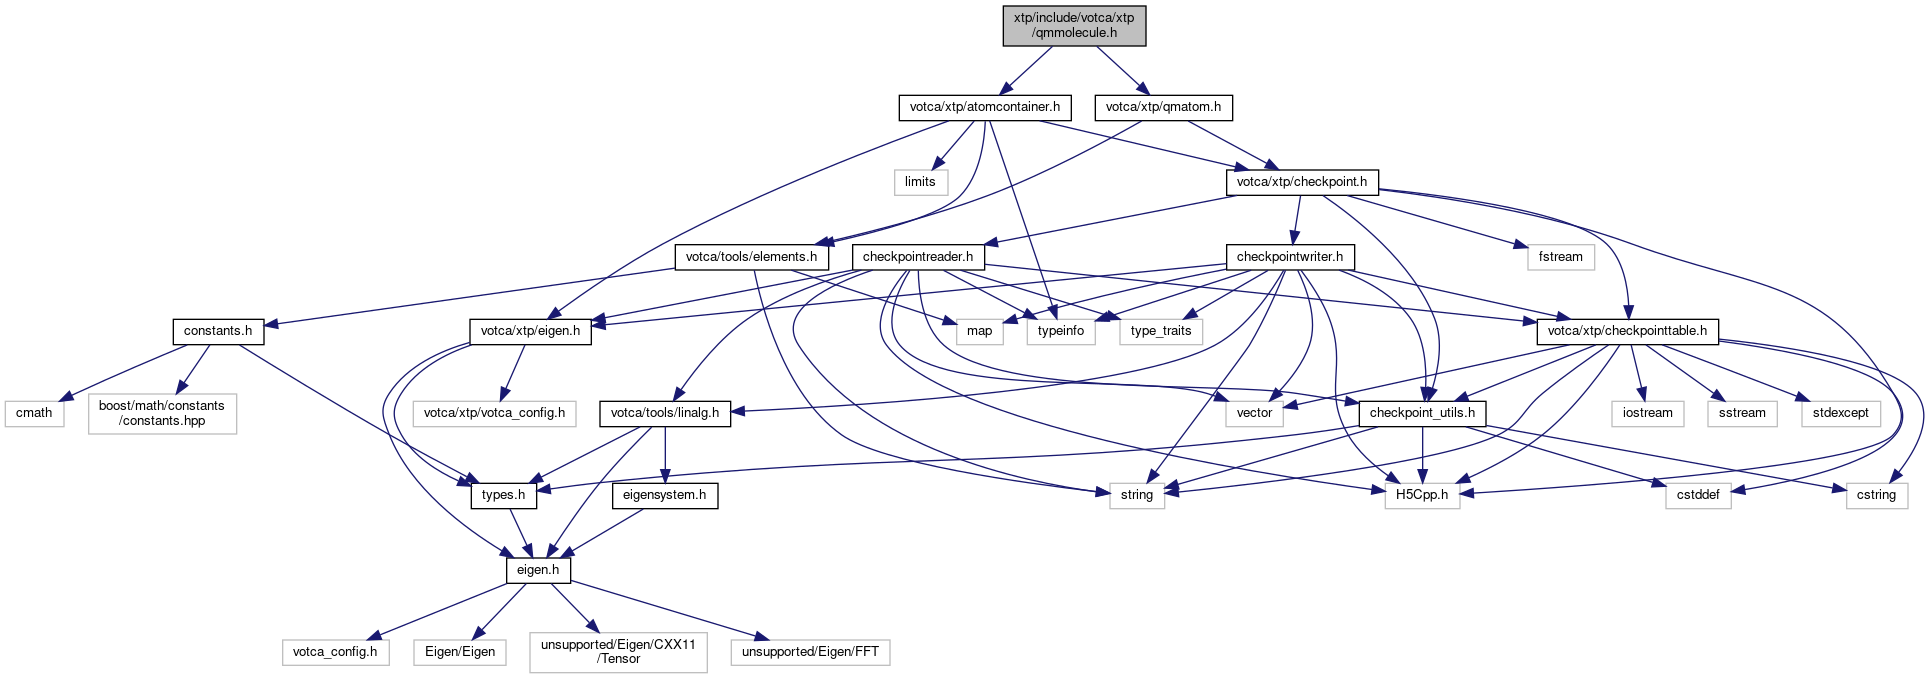 xtp/include/votca/xtp
/qmmolecule.h
votca/xtp/atomcontainer.h
votca/xtp/qmatom.h
limits
votca/xtp/checkpoint.h
votca/tools/elements.h
checkpointreader.h
checkpointwriter.h
fstream
constants.h
votca/xtp/eigen.h
map
typeinfo
type_traits
votca/xtp/checkpointtable.h
cmath
boost/math/constants
/constants.hpp
votca/xtp/votca_config.h
votca/tools/linalg.h
vector
checkpoint_utils.h
iostream
sstream
stdexcept
types.h
eigensystem.h
string
H5Cpp.h
cstddef
cstring
eigen.h
votca_config.h
Eigen/Eigen
unsupported/Eigen/CXX11
/Tensor
unsupported/Eigen/FFT